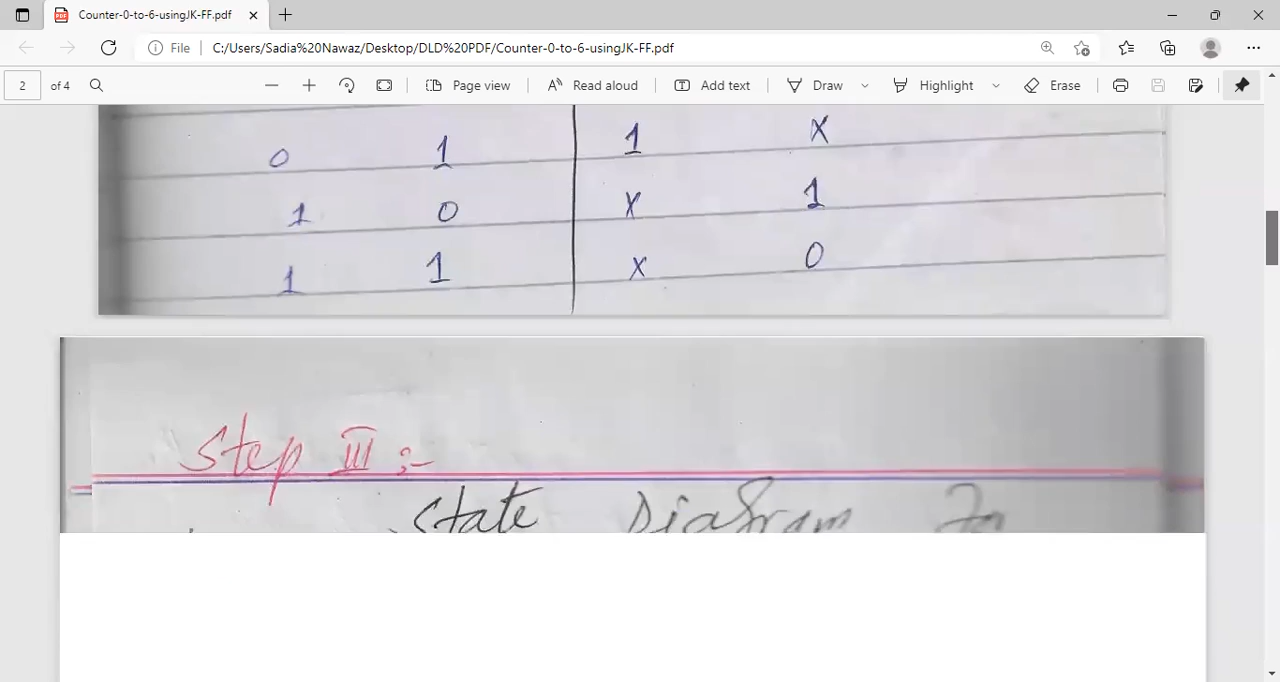 Counter-0-to-6-usingJK-FF.pdf
File C:/Users/Sadia%20Nawaz/Desktop/DLD%20PDF/Counter-0-to-6-usingJK-FF.pdf
2 of 4 Page view Read aloud Add text Draw Highlight Erase
0 1 1 X
1 0 X 1
1 1 X 0
Step III :-
State Diagram